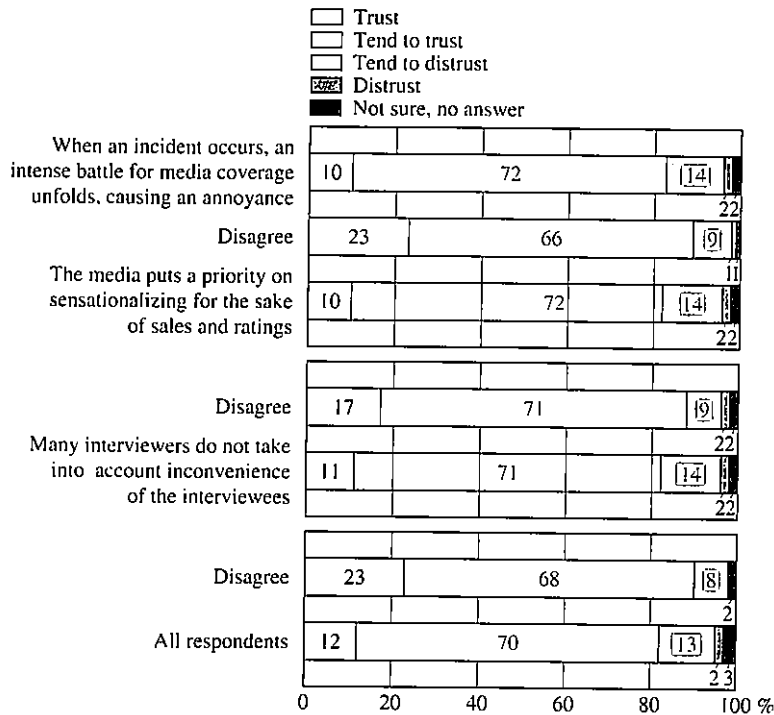 Trust
Tend to trust
Tend to distrust
Distrust
Not sure, no answer
When an incident occurs, an
intense battle for media coverage
unfolds, causing an annoyance
10 72 14
22
Disagree
23 66 9
11
The media puts a priority on
sensationalizing for the sake
of sales and ratings
10 72 14
22
Disagree
17 71 9
22
Many interviewers do not take
into account inconvenience
of the interviewees
11 71 14
22
Disagree
23 68 8
2
All respondents
12 70 13
2 3
0 20 40 60 80 100 %